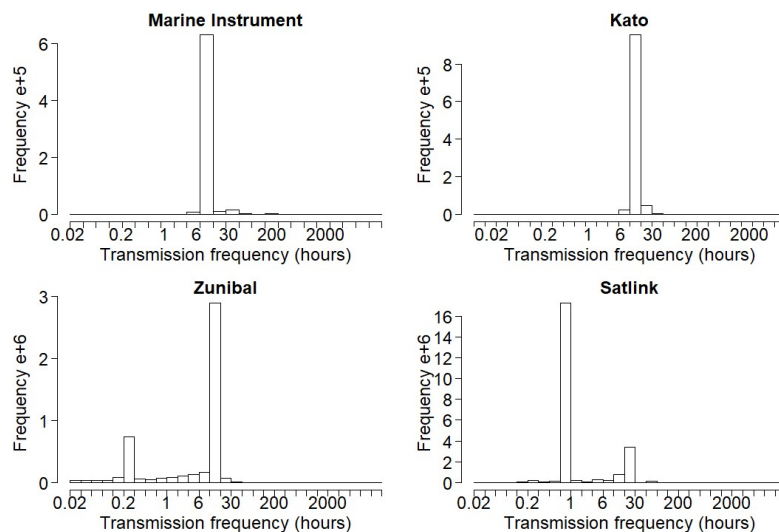 Marine Instrument
Frequency e+5
6
4
2
0
0.02 0.2 1 6 30 200 2000
Transmission frequency (hours)
Kato
Frequency e+5
8
6
4
2
0
0.02 0.2 1 6 30 200 2000
Transmission frequency (hours)
Zunibal
Frequency e+6
3
2
1
0
0.02 0.2 1 6 30 200 2000
Transmission frequency (hours)
Satlink
Frequency e+6
16
14
12
10
8
6
4
2
0
0.02 0.2 1 6 30 200 2000
Transmission frequency (hours)